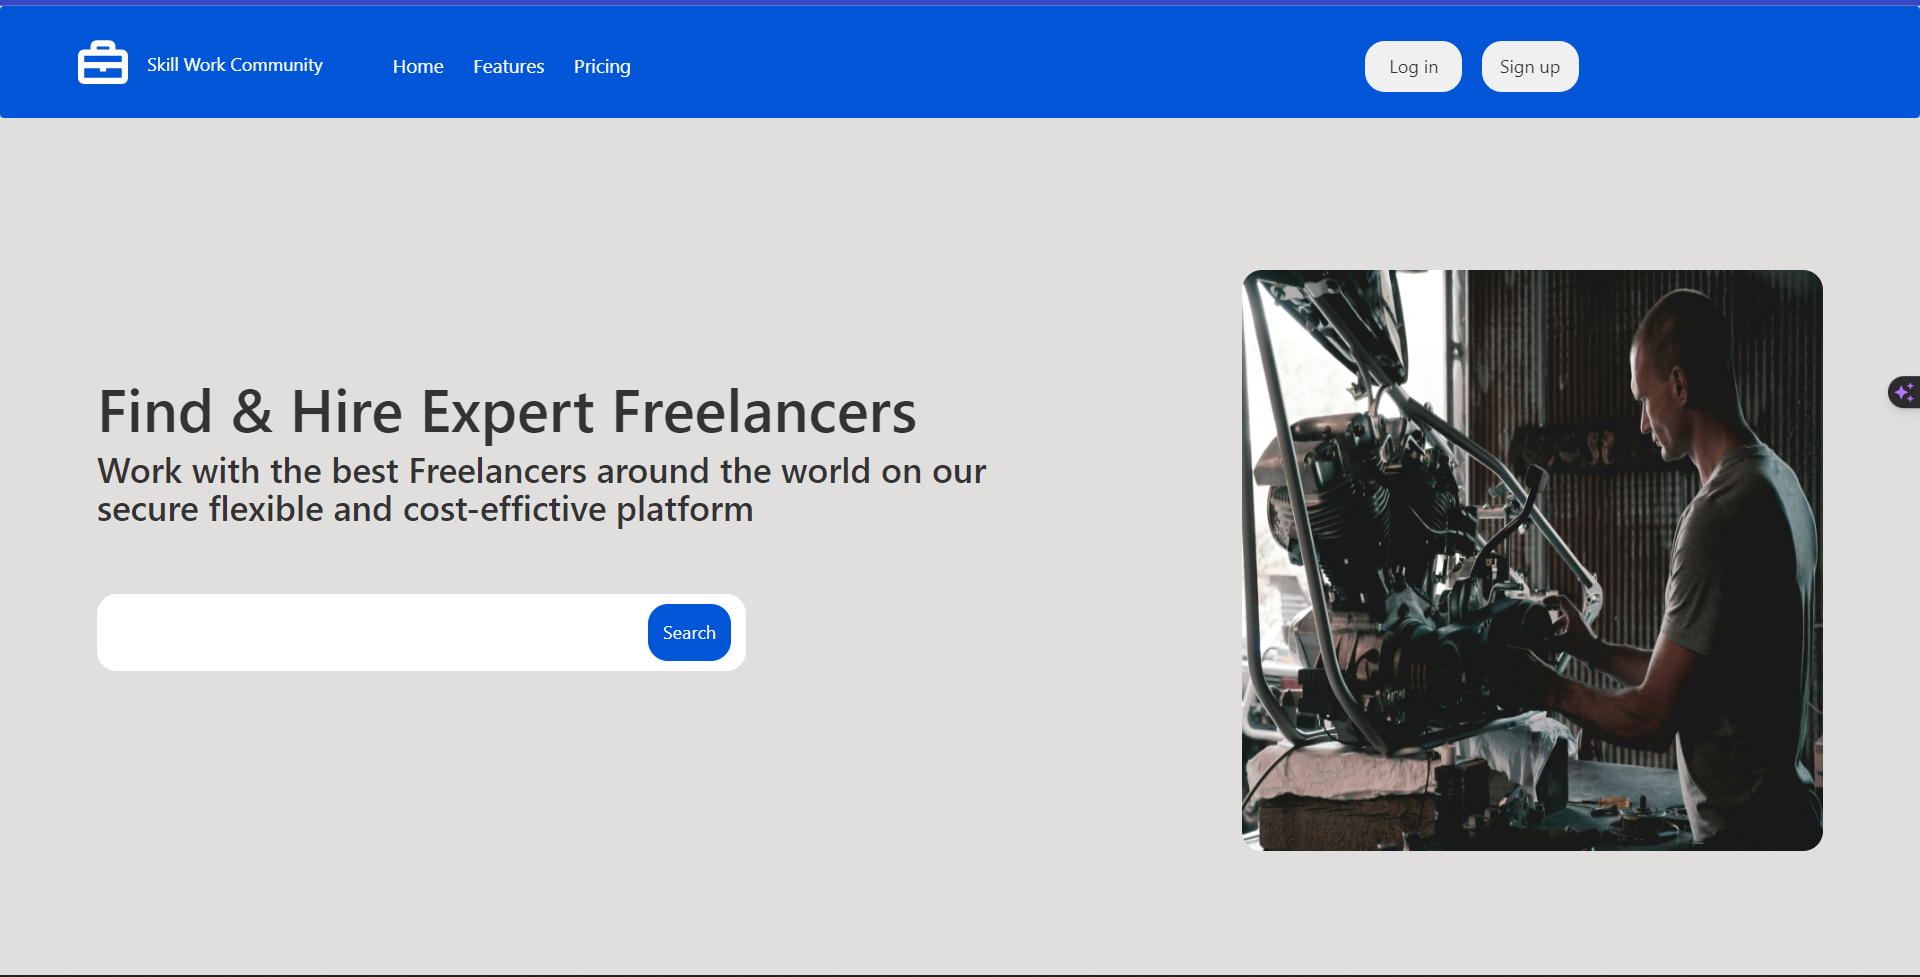 Skill Work Community
Home Features Pricing
Log in Sign up
Find & Hire Expert Freelancers
Work with the best Freelancers around the world on our
secure flexible and cost-effictive platform
Search